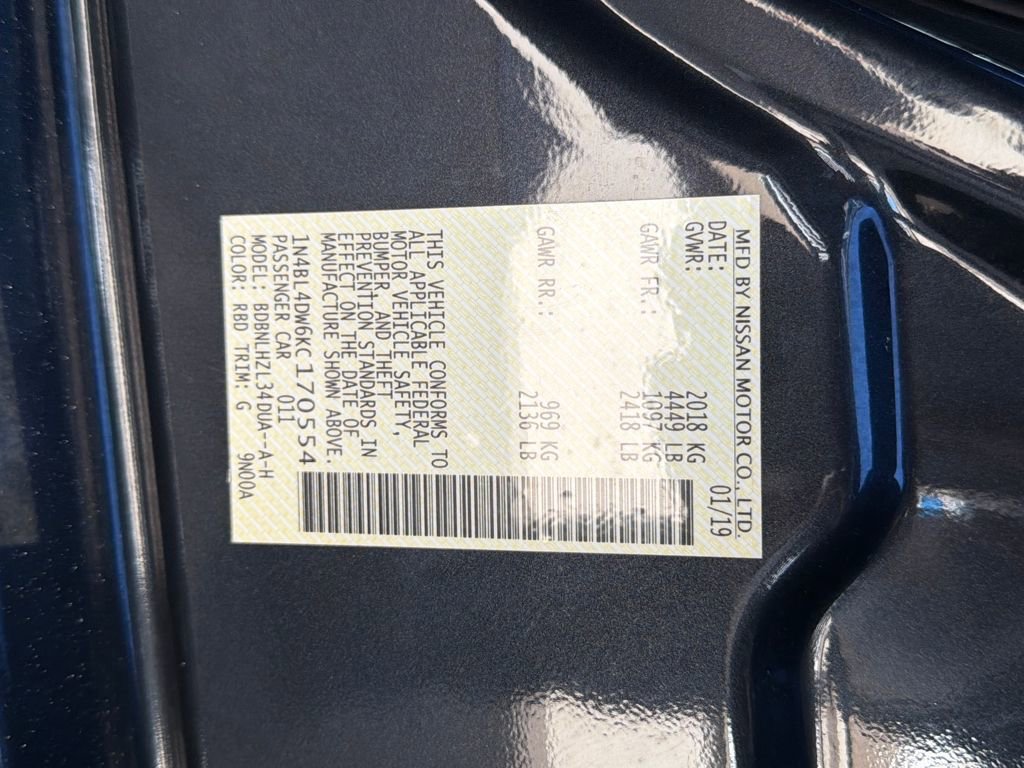 MFD BY NISSAN MOTOR CO., LTD.
DATE: 01/19
GVWR: 2018 KG
4449 LB
GAWR FR.: 1097 KG
2418 LB
GAWR RR.: 969 KG
2136 LB
THIS VEHICLE CONFORMS TO
ALL APPLICABLE FEDERAL
MOTOR VEHICLE SAFETY,
BUMPER, AND THEFT
PREVENTION STANDARDS IN
EFFECT ON THE DATE OF
MANUFACTURE SHOWN ABOVE.
1N4BL4DW6KC170554
PASSENGER CAR 011
MODEL: BDBNLHZL34DUA--A-H
COLOR: RBD TRIM: G 9N00A